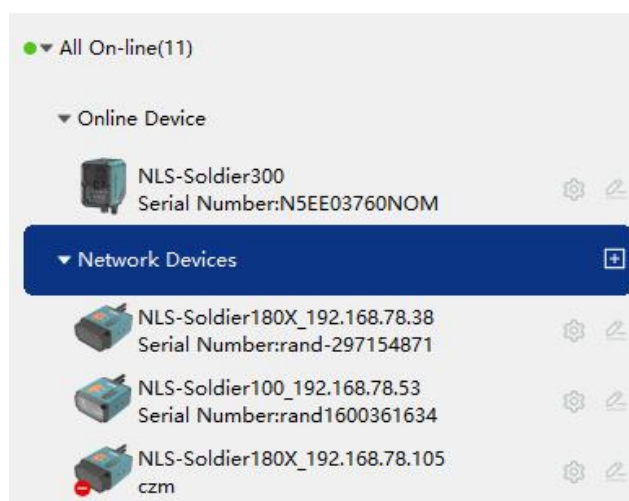 All On-line(11)
Online Device
NLS-Soldier300
Serial Number:N5EE03760NOM
Network Devices
NLS-Soldier180X_192.168.78.38
Serial Number:rand-297154871
NLS-Soldier100_192.168.78.53
Serial Number:rand1600361634
NLS-Soldier180X_192.168.78.105
czm